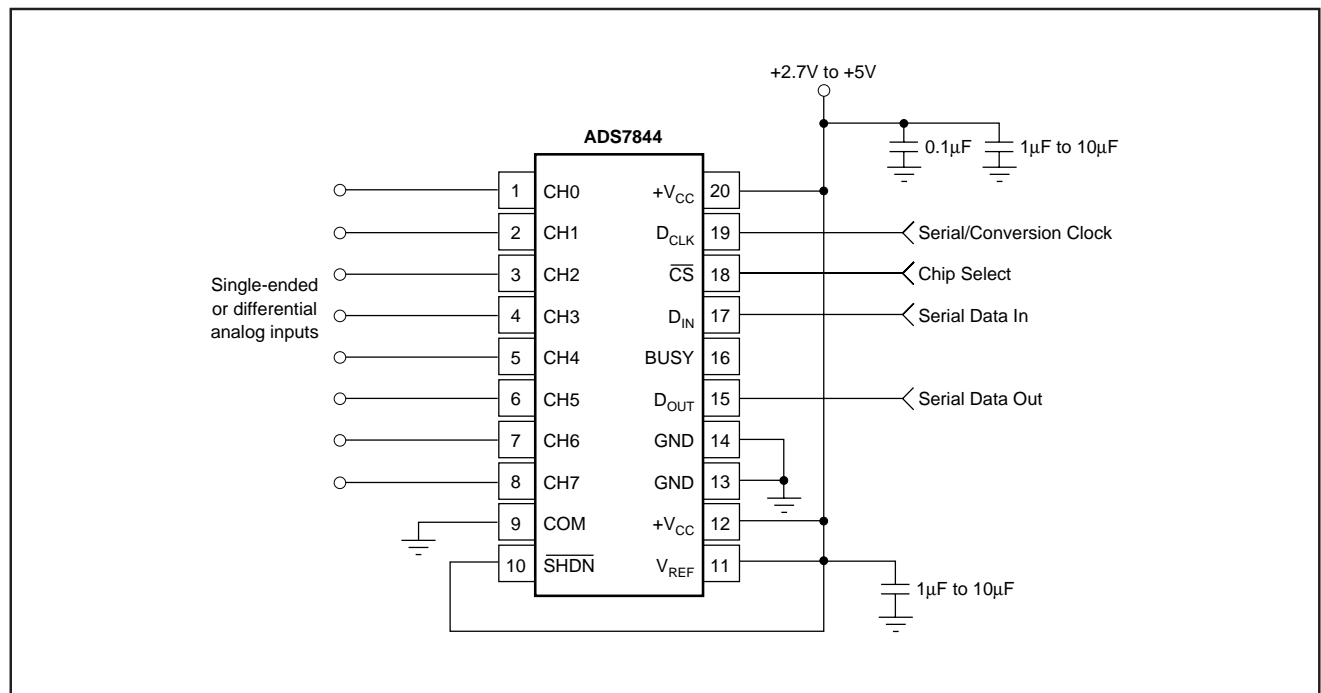 +2.7V to +5V
0.1µF
1µF to 10µF
ADS7844
1 CH0 +VCC 20
2 CH1 DCLK 19 Serial/Conversion Clock
3 CH2 CS 18 Chip Select
Single-ended
or differential
analog inputs
4 CH3 DIN 17 Serial Data In
5 CH4 BUSY 16
6 CH5 DOUT 15 Serial Data Out
7 CH6 GND 14
8 CH7 GND 13
9 COM +VCC 12
10 SHDN VREF 11
1µF to 10µF